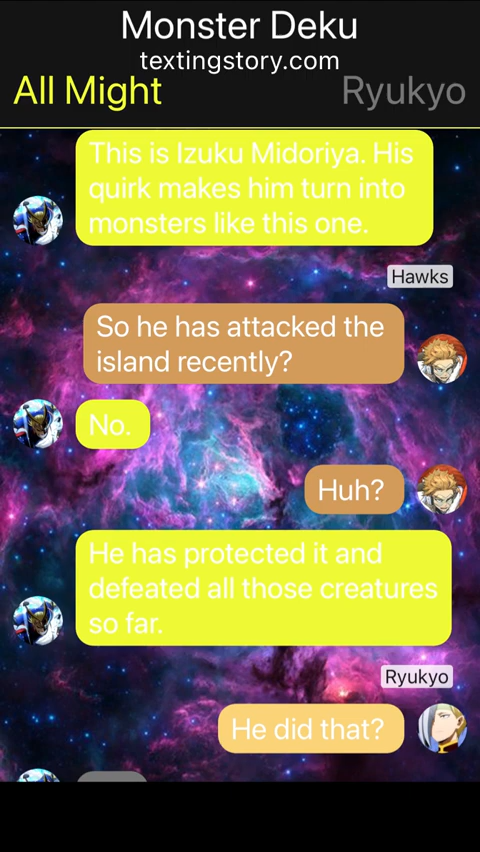 Monster Deku
textingstory.com
All Might
Ryukyo
This is Izuku Midoriya. His
quirk makes him turn into
monsters like this one.
Hawks
So he has attacked the
island recently?
No.
Huh?
He has protected it and
defeated all those creatures
so far.
Ryukyo
He did that?